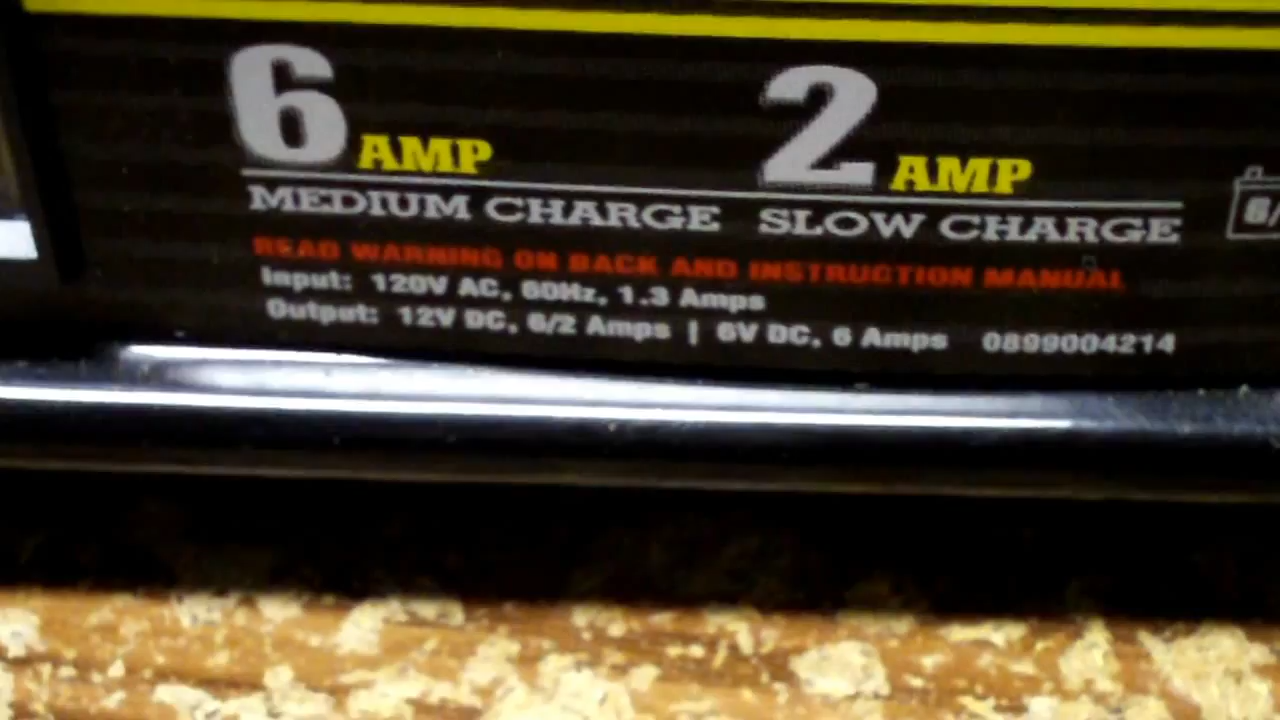 6 AMP 2 AMP
MEDIUM CHARGE SLOW CHARGE
READ WARNING ON BACK AND INSTRUCTION MANUAL
Input: 120V AC, 60Hz, 1.3 Amps
Output: 12V DC, 6/2 Amps | 6V DC, 6 Amps 0899004214
6/